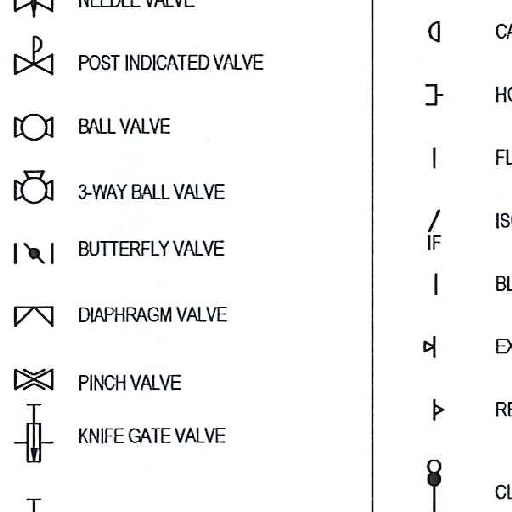 NEEDLE VALVE
POST INDICATED VALVE
BALL VALVE
3-WAY BALL VALVE
BUTTERFLY VALVE
DIAPHRAGM VALVE
PINCH VALVE
KNIFE GATE VALVE
CA
HO
FL
IF
BL
EX
RE
CL